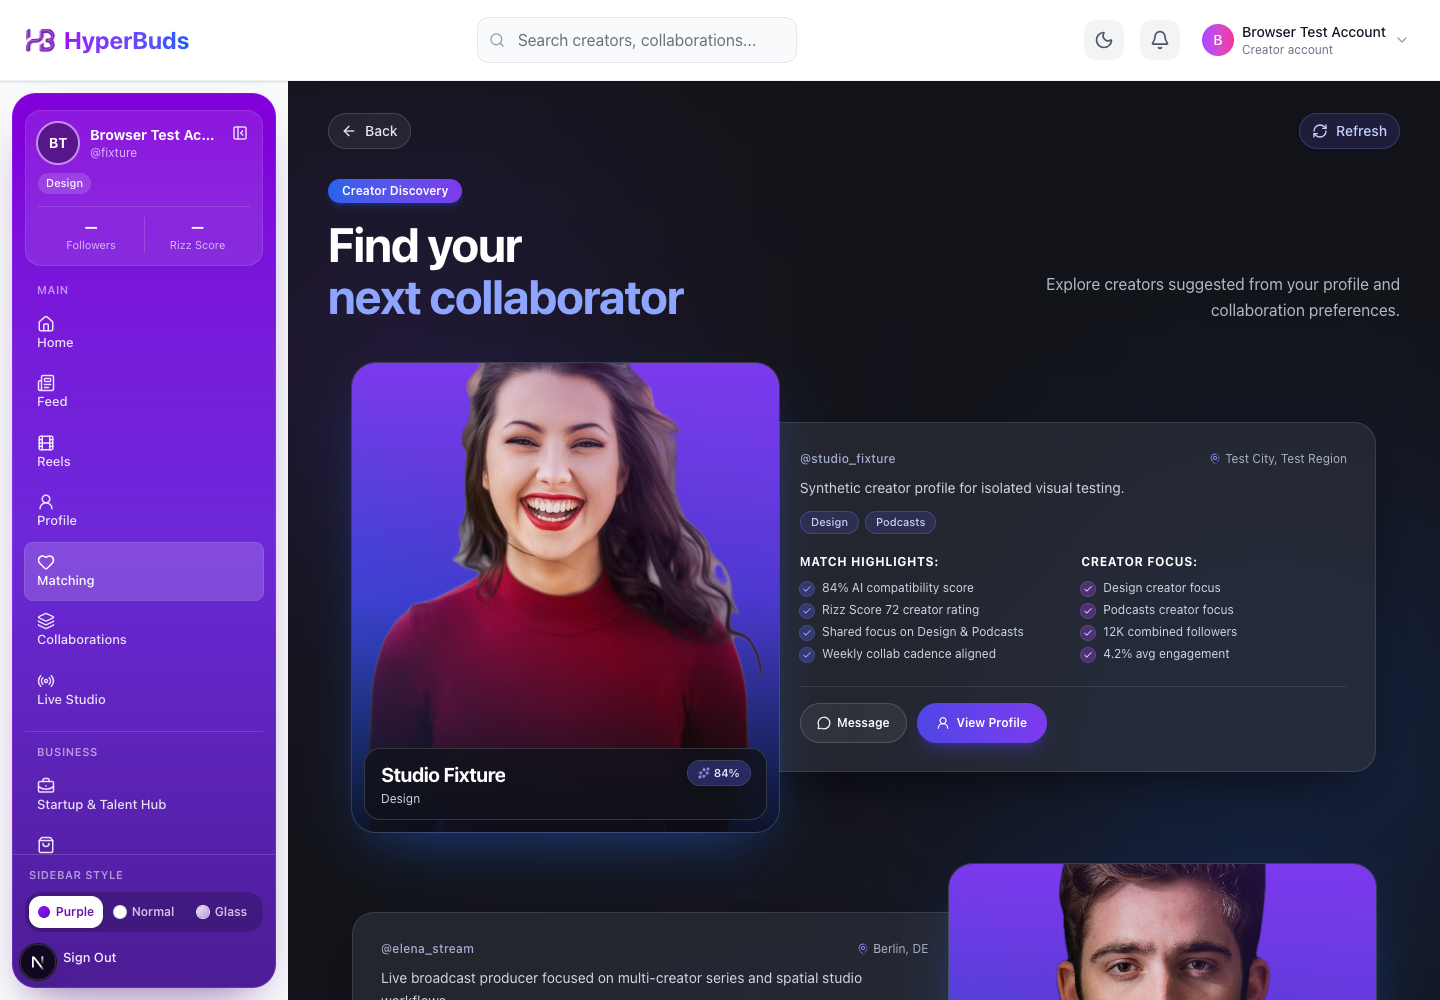 HyperBuds
Search creators, collaborations...
B
Browser Test Account
Creator account
BT
Browser Test Ac...
@fixture
Design
–
Followers
–
Rizz Score
MAIN
Home
Feed
Reels
Profile
Matching
Collaborations
Live Studio
BUSINESS
Startup & Talent Hub
SIDEBAR STYLE
Purple
Normal
Glass
N
Sign Out
Back
Refresh
Creator Discovery
Find your
next collaborator
Explore creators suggested from your profile and
collaboration preferences.
Studio Fixture
84%
Design
@studio_fixture
Test City, Test Region
Synthetic creator profile for isolated visual testing.
Design
Podcasts
MATCH HIGHLIGHTS:
84% AI compatibility score
Rizz Score 72 creator rating
Shared focus on Design & Podcasts
Weekly collab cadence aligned
CREATOR FOCUS:
Design creator focus
Podcasts creator focus
12K combined followers
4.2% avg engagement
Message
View Profile
@elena_stream
Berlin, DE
Live broadcast producer focused on multi-creator series and spatial studio
workflows.